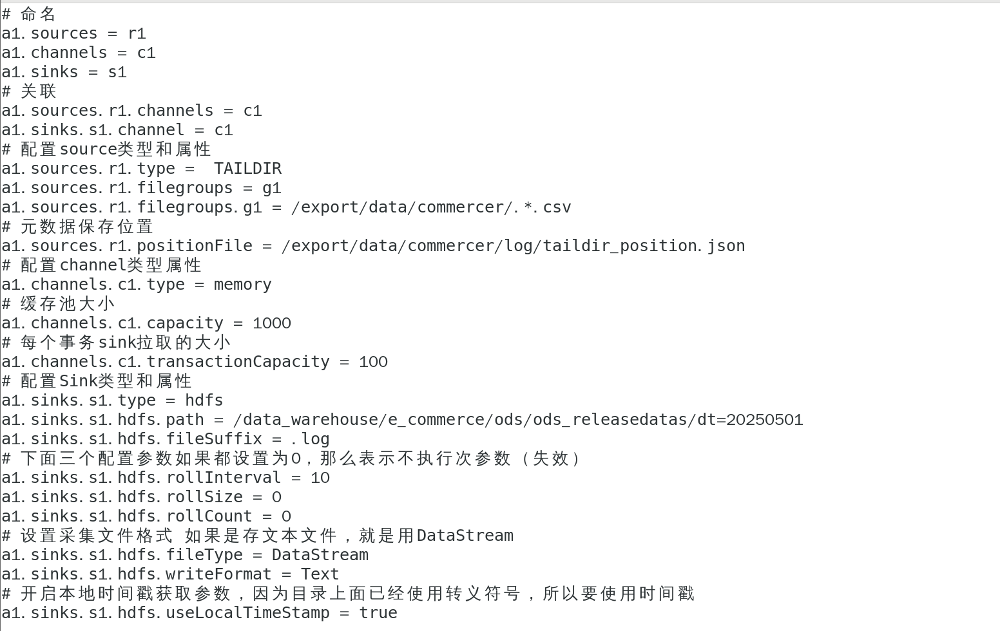 # 命名
a1.sources = r1
a1.channels = c1
a1.sinks = s1
# 关联
a1.sources.r1.channels = c1
a1.sinks.s1.channel = c1
# 配置source类型和属性
a1.sources.r1.type =  TAILDIR
a1.sources.r1.filegroups = g1
a1.sources.r1.filegroups.g1 = /export/data/commercer/.*.csv
# 元数据保存位置
a1.sources.r1.positionFile = /export/data/commercer/log/taildir_position.json
# 配置channel类型属性
a1.channels.c1.type = memory
# 缓存池大小
a1.channels.c1.capacity = 1000
# 每个事务sink拉取的大小
a1.channels.c1.transactionCapacity = 100
# 配置Sink类型和属性
a1.sinks.s1.type = hdfs
a1.sinks.s1.hdfs.path = /data_warehouse/e_commerce/ods/ods_releasedatas/dt=20250501
a1.sinks.s1.hdfs.fileSuffix = .log
# 下面三个配置参数如果都设置为0，那么表示不执行次参数（失效）
a1.sinks.s1.hdfs.rollInterval = 10
a1.sinks.s1.hdfs.rollSize = 0
a1.sinks.s1.hdfs.rollCount = 0
# 设置采集文件格式 如果是存文本文件，就是用DataStream
a1.sinks.s1.hdfs.fileType = DataStream
a1.sinks.s1.hdfs.writeFormat = Text
# 开启本地时间戳获取参数，因为目录上面已经使用转义符号，所以要使用时间戳
a1.sinks.s1.hdfs.useLocalTimeStamp = true